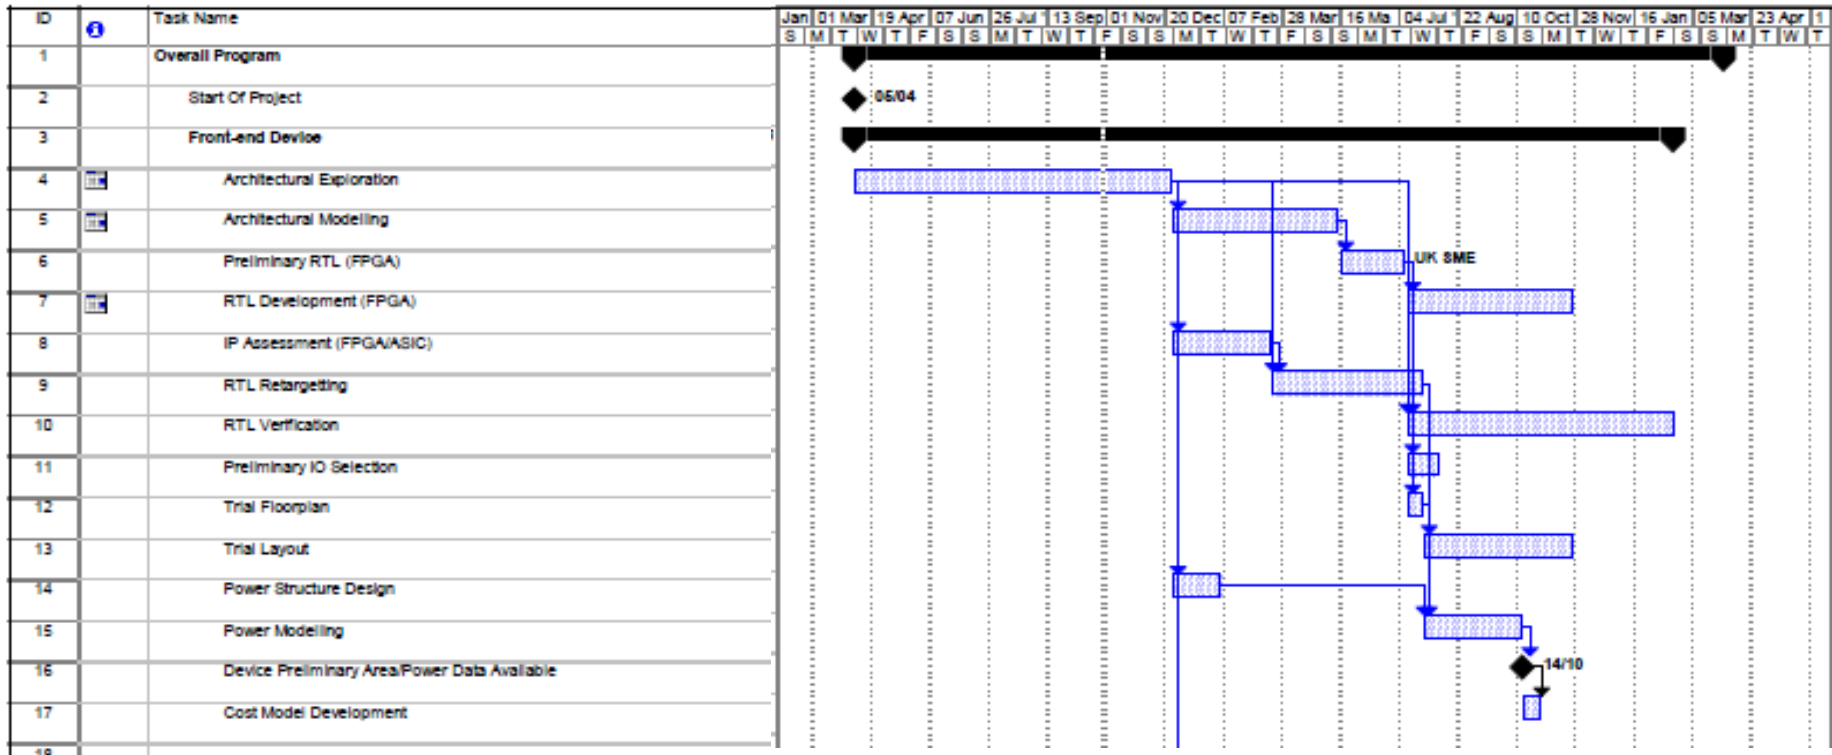 ID Task Name Jan 01 Mar 19 Apr 07 Jun 26 Jul ' 13 Sep 01 Nov 20 Dec 07 Feb 28 Mar 16 Ma 04 Jul ' 22 Aug 10 Oct 28 Nov 16 Jan 05 Mar 23 Apr 1
S M T W T F S S M T W T F S S M T W T F S S M T W T F S S M T W T F S S M T W T
1 Overall Program
2 Start Of Project 05/04
3 Front-end Device
4 Architectural Exploration
5 Architectural Modelling
6 Preliminary RTL (FPGA) UK SME
7 RTL Development (FPGA)
8 IP Assessment (FPGA/ASIC)
9 RTL Retargetting
10 RTL Verification
11 Preliminary IO Selection
12 Trial Floorplan
13 Trial Layout
14 Power Structure Design
15 Power Modelling
16 Device Preliminary Area/Power Data Available 14/10
17 Cost Model Development